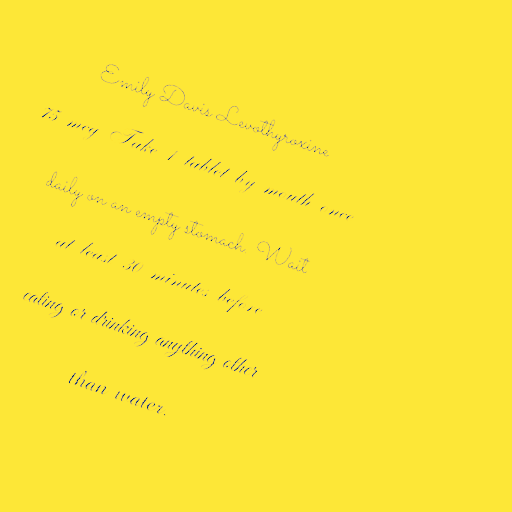 Emily Davis Levothyroxine
75 mcg Take 1 tablet by mouth once
daily on an empty stomach. Wait
at least 30 minutes before
eating or drinking anything other
than water.